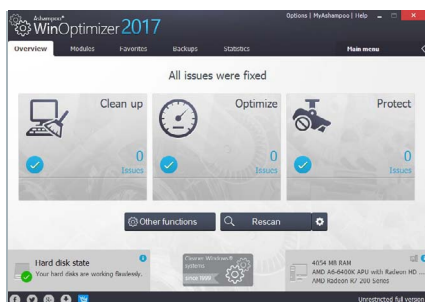 Ashampoo®
WinOptimizer 2017
Options | MyAshampoo | Help
Overview Modules Favorites Backups Statistics Main menu
All issues were fixed
Clean up
0
Issues
Optimize
0
Issues
Protect
0
Issues
Other functions
Rescan
Hard disk state
Your hard disks are working flawlessly.
Cleaner Windows®
systems
since 1999
4054 MB RAM
AMD A6-6400K APU with Radeon HD ...
AMD Radeon R7 200 Series
Unrestricted full version